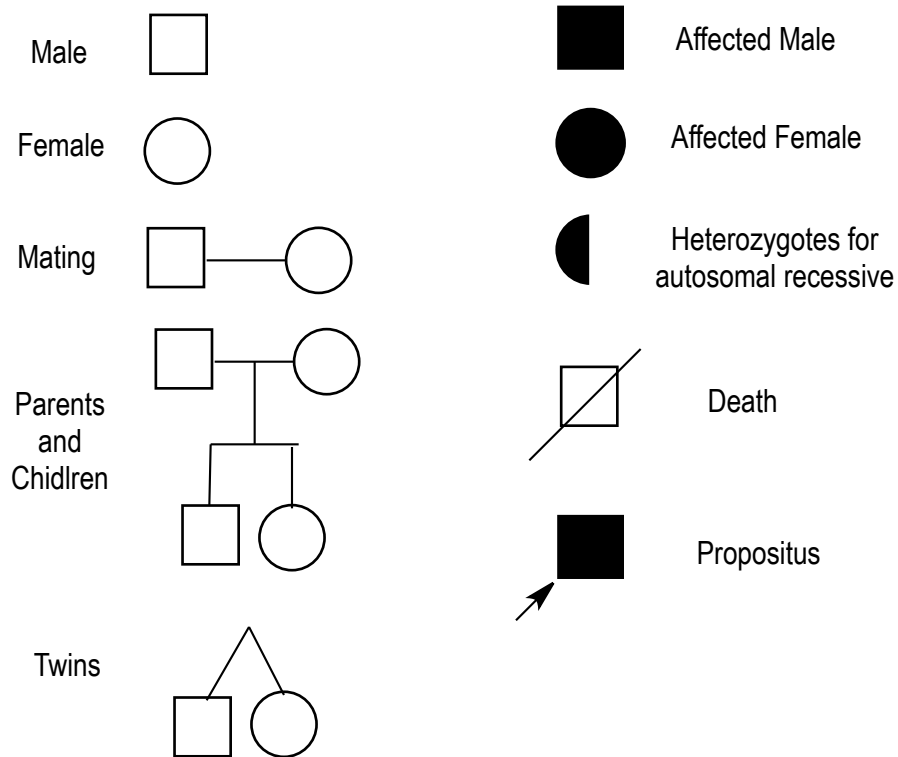 Male
Female
Mating
Parents
and
Chidlren
Twins
Affected Male
Affected Female
Heterozygotes for
autosomal recessive
Death
Propositus